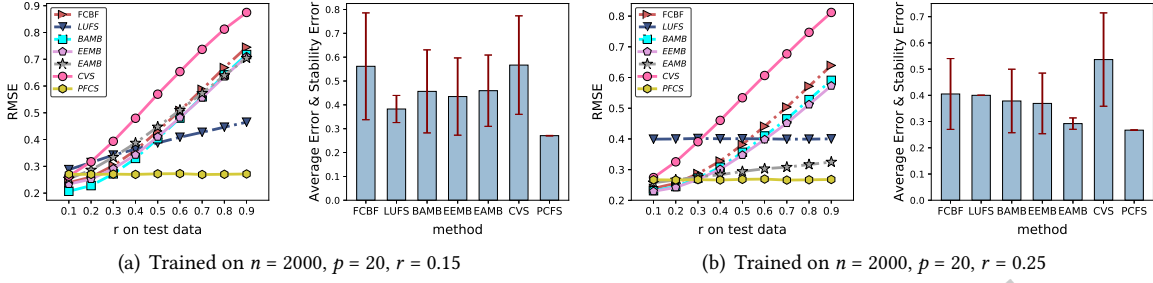 FCBF
LUFS
BAMB
EEMB
EAMB
CVS
PFCS
0.9
0.8
0.7
0.6
0.5
0.4
0.3
0.2
RMSE
0.1 0.2 0.3 0.4 0.5 0.6 0.7 0.8 0.9
r on test data
0.8
0.7
0.6
0.5
0.4
0.3
0.2
0.1
0.0
Average Error & Stability Error
FCBF LUFS BAMB EEMB EAMB CVS PCFS
method
(a) Trained on n = 2000, p = 20, r = 0.15
FCBF
LUFS
BAMB
EEMB
EAMB
CVS
PFCS
0.8
0.7
0.6
0.5
0.4
0.3
0.2
RMSE
0.1 0.2 0.3 0.4 0.5 0.6 0.7 0.8 0.9
r on test data
0.7
0.6
0.5
0.4
0.3
0.2
0.1
0.0
Average Error & Stability Error
FCBF LUFS BAMB EEMB EAMB CVS PCFS
method
(b) Trained on n = 2000, p = 20, r = 0.25